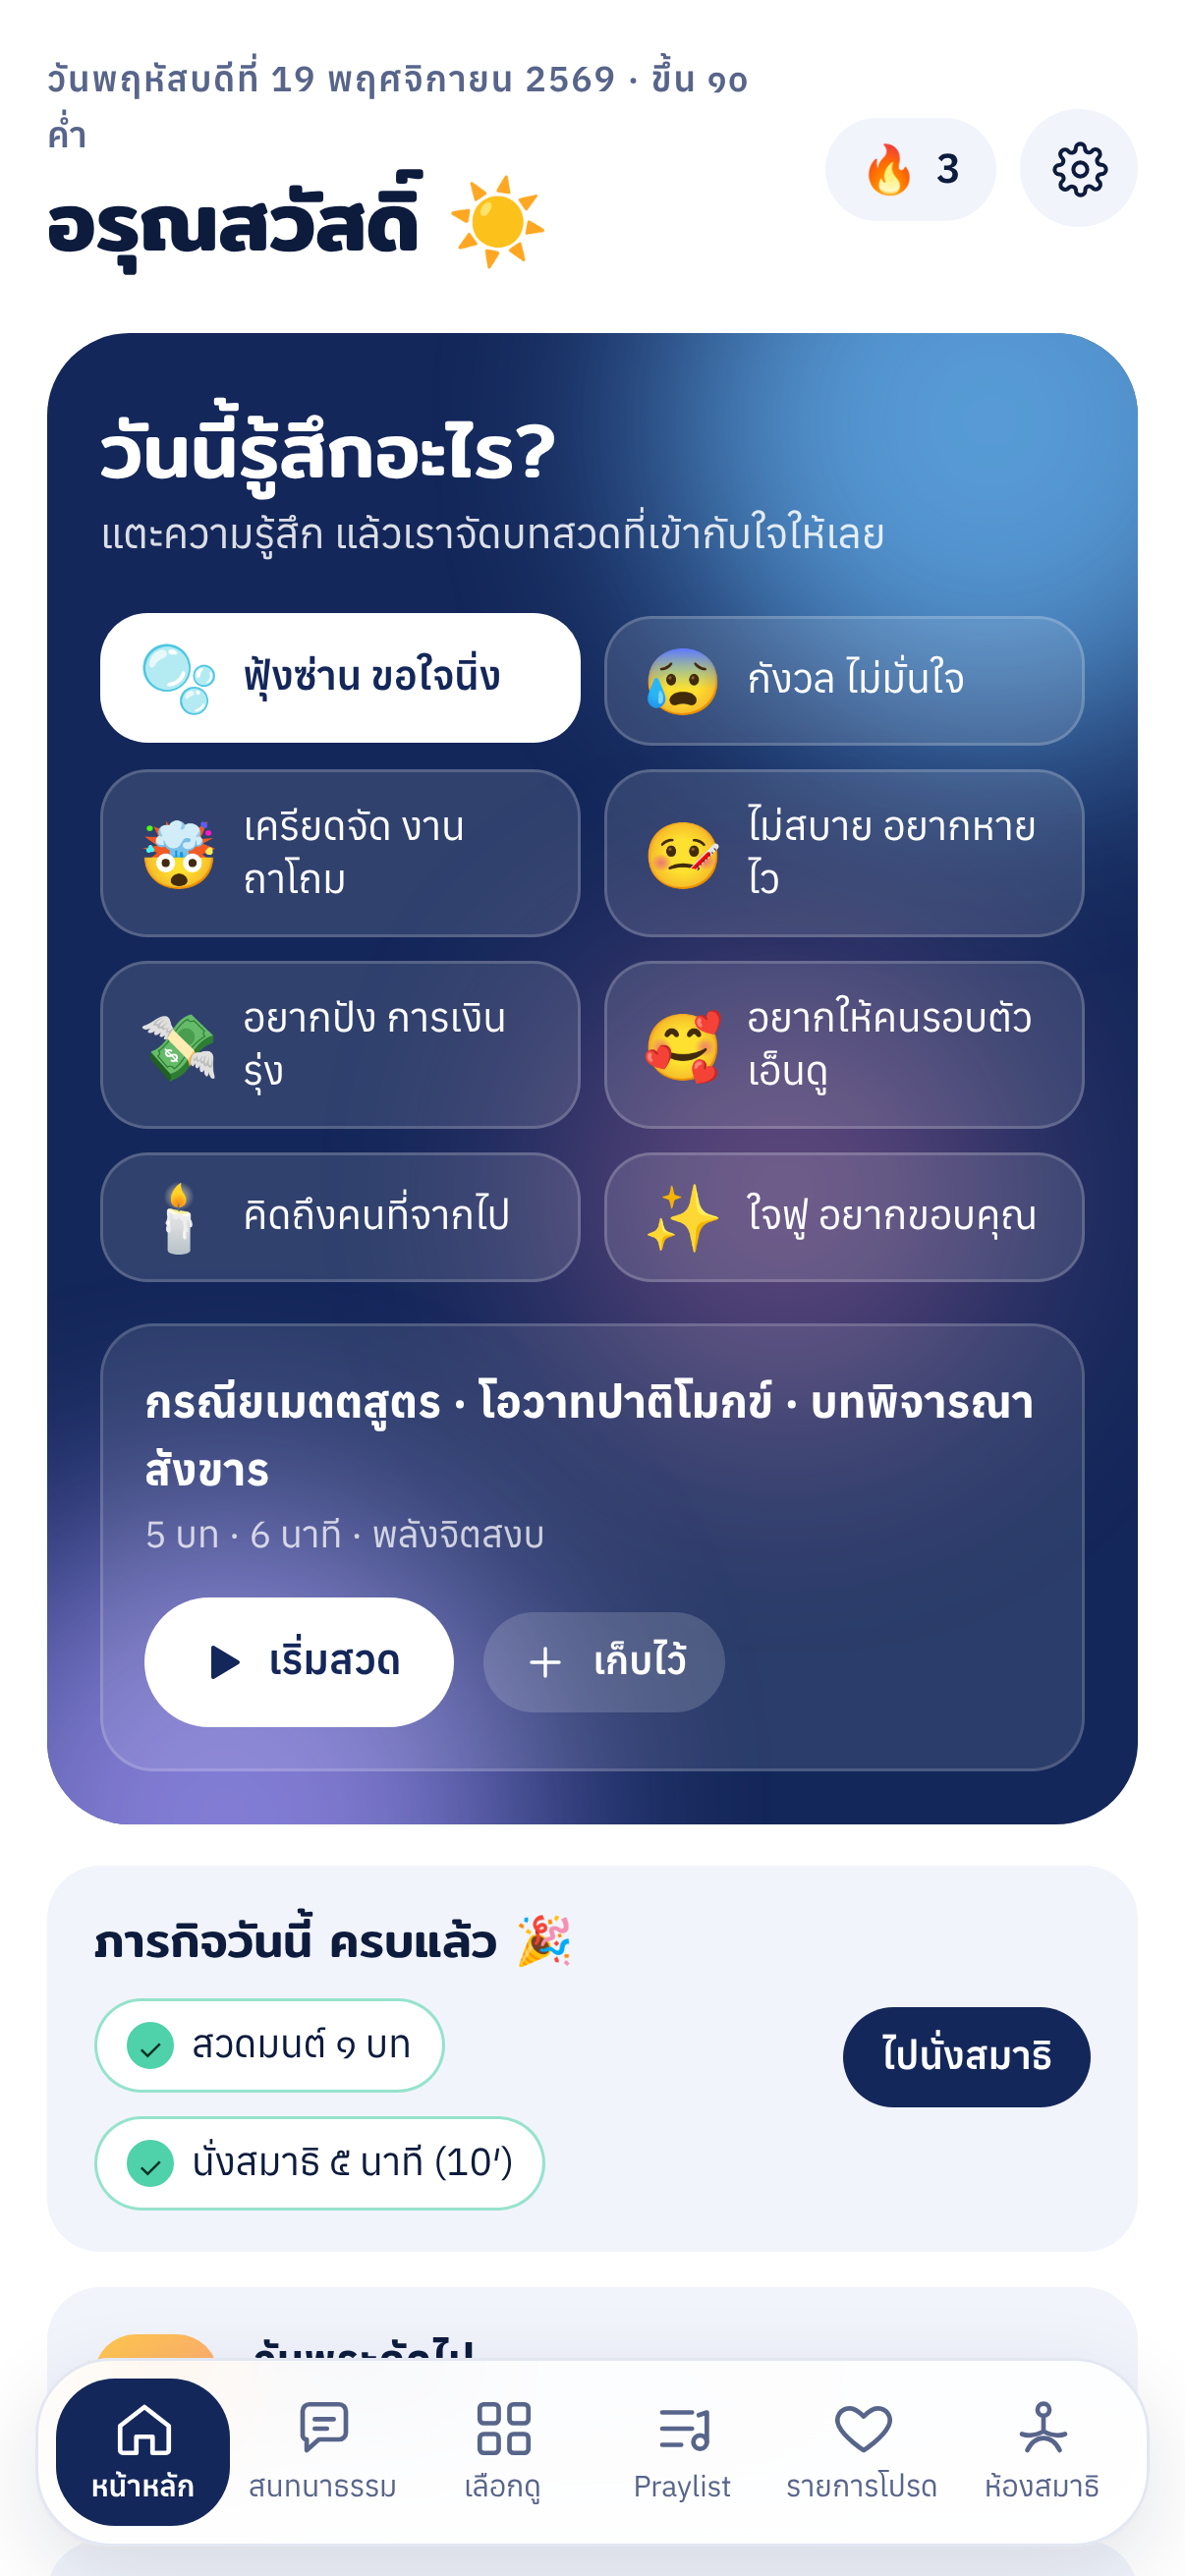 วันพฤหัสบดีที่ 19 พฤศจิกายน 2569 · ขึ้น ๑๐
ค่ำ
อรุณสวัสดิ์ ☀️
🔥 3
วันนี้รู้สึกอะไร?
แตะความรู้สึก แล้วเราจัดบทสวดที่เข้ากับใจให้เลย
ฟุ้งซ่าน ขอใจนิ่ง
กังวล ไม่มั่นใจ
เครียดจัด งาน
ถาโถม
ไม่สบาย อยากหาย
ไว
อยากปัง การเงิน
รุ่ง
อยากให้คนรอบตัว
เอ็นดู
คิดถึงคนที่จากไป
ใจฟู อยากขอบคุณ
กรณียเมตตสูตร · โอวาทปาติโมกข์ · บทพิจารณา
สังขาร
5 บท · 6 นาที · พลังจิตสงบ
เริ่มสวด
เก็บไว้
ภารกิจวันนี้ ครบแล้ว 🎉
สวดมนต์ ๑ บท
นั่งสมาธิ ๕ นาที (10′)
ไปนั่งสมาธิ
หน้าหลัก
สนทนาธรรม
เลือกดู
Praylist
รายการโปรด
ห้องสมาธิ